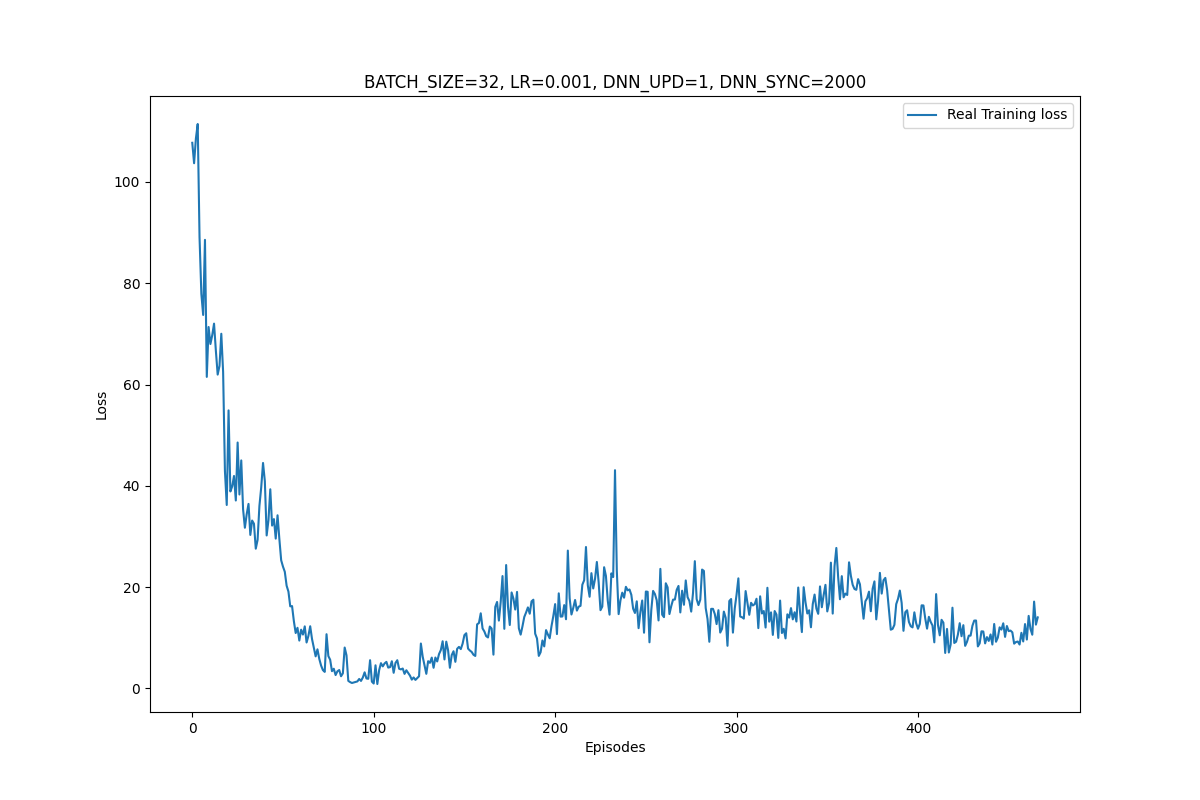 BATCH_SIZE=32, LR=0.001, DNN_UPD=1, DNN_SYNC=2000
Real Training loss
100
80
60
40
20
0
Loss
0 100 200 300 400
Episodes